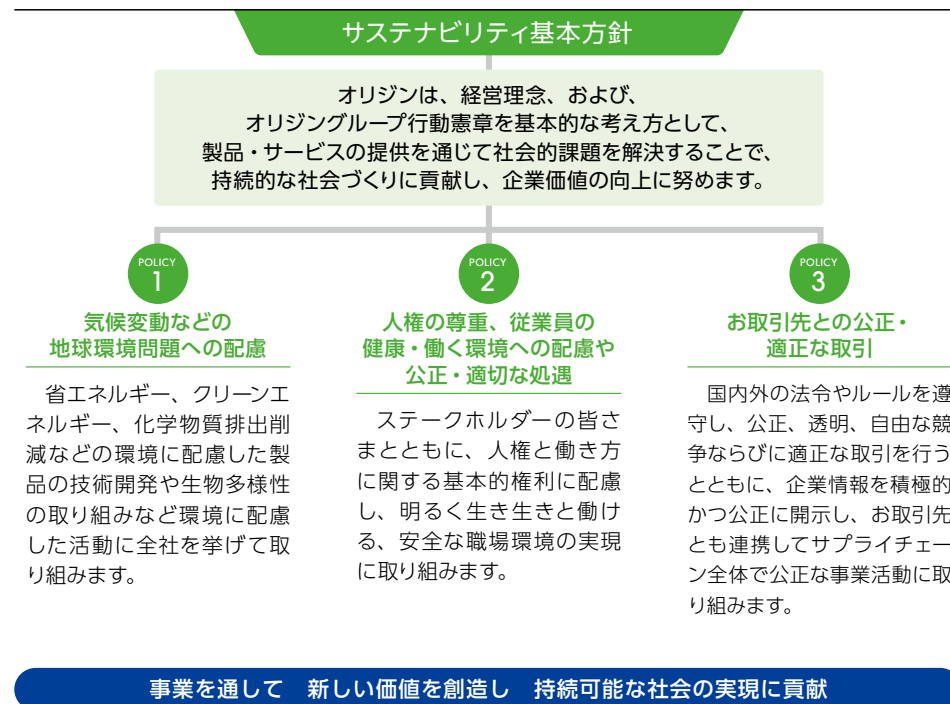 サステナビリティ基本方針
オリジンは、経営理念、および、
オリジングループ行動憲章を基本的な考え方として、
製品・サービスの提供を通じて社会的課題を解決することで、
持続的な社会づくりに貢献し、企業価値の向上に努めます。
POLICY
1
気候変動などの
地球環境問題への配慮
省エネルギー、クリーンエ
ネルギー、化学物質排出削
減などの環境に配慮した製
品の技術開発や生物多様性
の取り組みなど環境に配慮
した活動に全社を挙げて取
り組みます。
POLICY
2
人権の尊重、従業員の
健康・働く環境への配慮や
公正・適切な処遇
ステークホルダーの皆さ
まとともに、人権と働き方
に関する基本的権利に配慮
し、明るく生き生きと働け
る、安全な職場環境の実現
に取り組みます。
POLICY
3
お取引先との公正・
適正な取引
国内外の法令やルールを遵
守し、公正、透明、自由な競
争ならびに適正な取引を行う
とともに、企業情報を積極的
かつ公正に開示し、お取引先
とも連携してサプライチェー
ン全体で公正な事業活動に取
り組みます。
事業を通して　新しい価値を創造し　持続可能な社会の実現に貢献